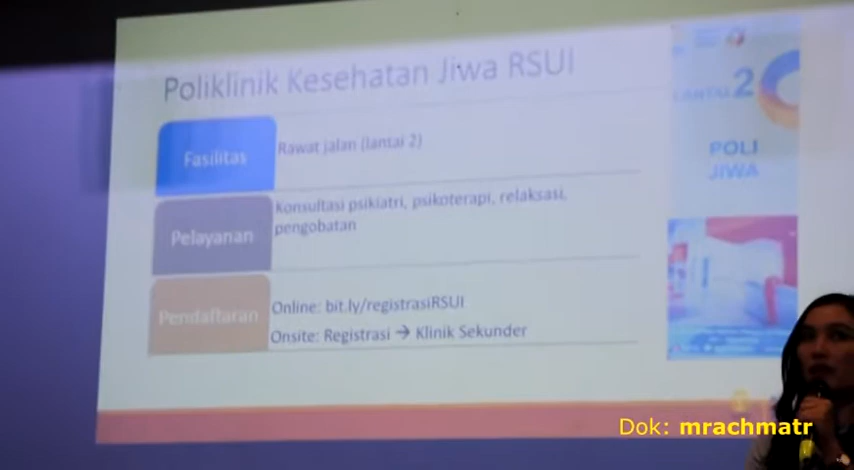 Poliklinik Kesehatan Jiwa RSUI
Fasilitas
Rawat jalan (lantai 2)
Pelayanan
Konsultasi psikiatri, psikoterapi, relaksasi,
pengobatan
Pendaftaran
Online: bit.ly/registrasiRSUI
Onsite: Registrasi → Klinik Sekunder
LANTAI 2
POLI
JIWA
Dok: mrachmatr